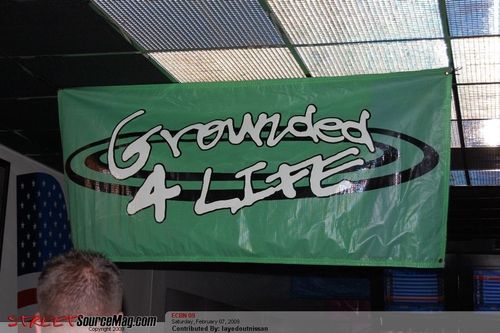 Grounded
4 LIFE
STREETSourceMag.com
Copyright 2009
ECBN 09
Saturday, February 07, 2009
Contributed By: layedoutnissan